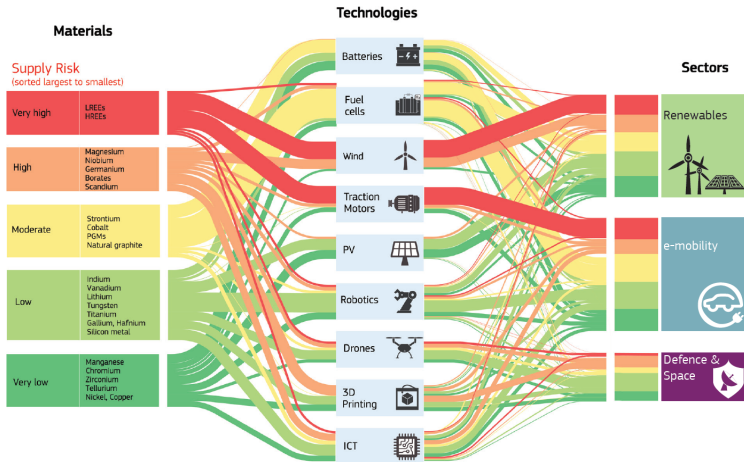 Technologies
Materials
Sectors
Supply Risk
(sorted largest to smallest)
Very high
LREEs
HREEs
High
Magnesium
Niobium
Germanium
Borates
Scandium
Moderate
Strontium
Cobalt
PGMs
Natural graphite
Low
Indium
Vanadium
Lithium
Tungsten
Titanium
Gallium, Hafnium
Silicon metal
Very low
Manganese
Chromium
Zirconium
Tellurium
Nickel, Copper
Batteries
Fuel
cells
Wind
Traction
Motors
PV
Robotics
Drones
3D
Printing
ICT
Renewables
e-mobility
Defence &
Space